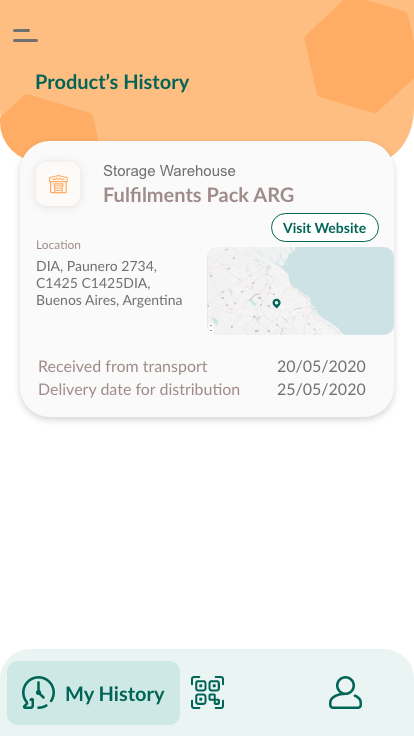 Product's History
Storage Warehouse
Fulfilments Pack ARG
Visit Website
Location
DIA, Paunero 2734,
C1425 C1425DIA,
Buenos Aires, Argentina
Received from transport 20/05/2020
Delivery date for distribution 25/05/2020
My History